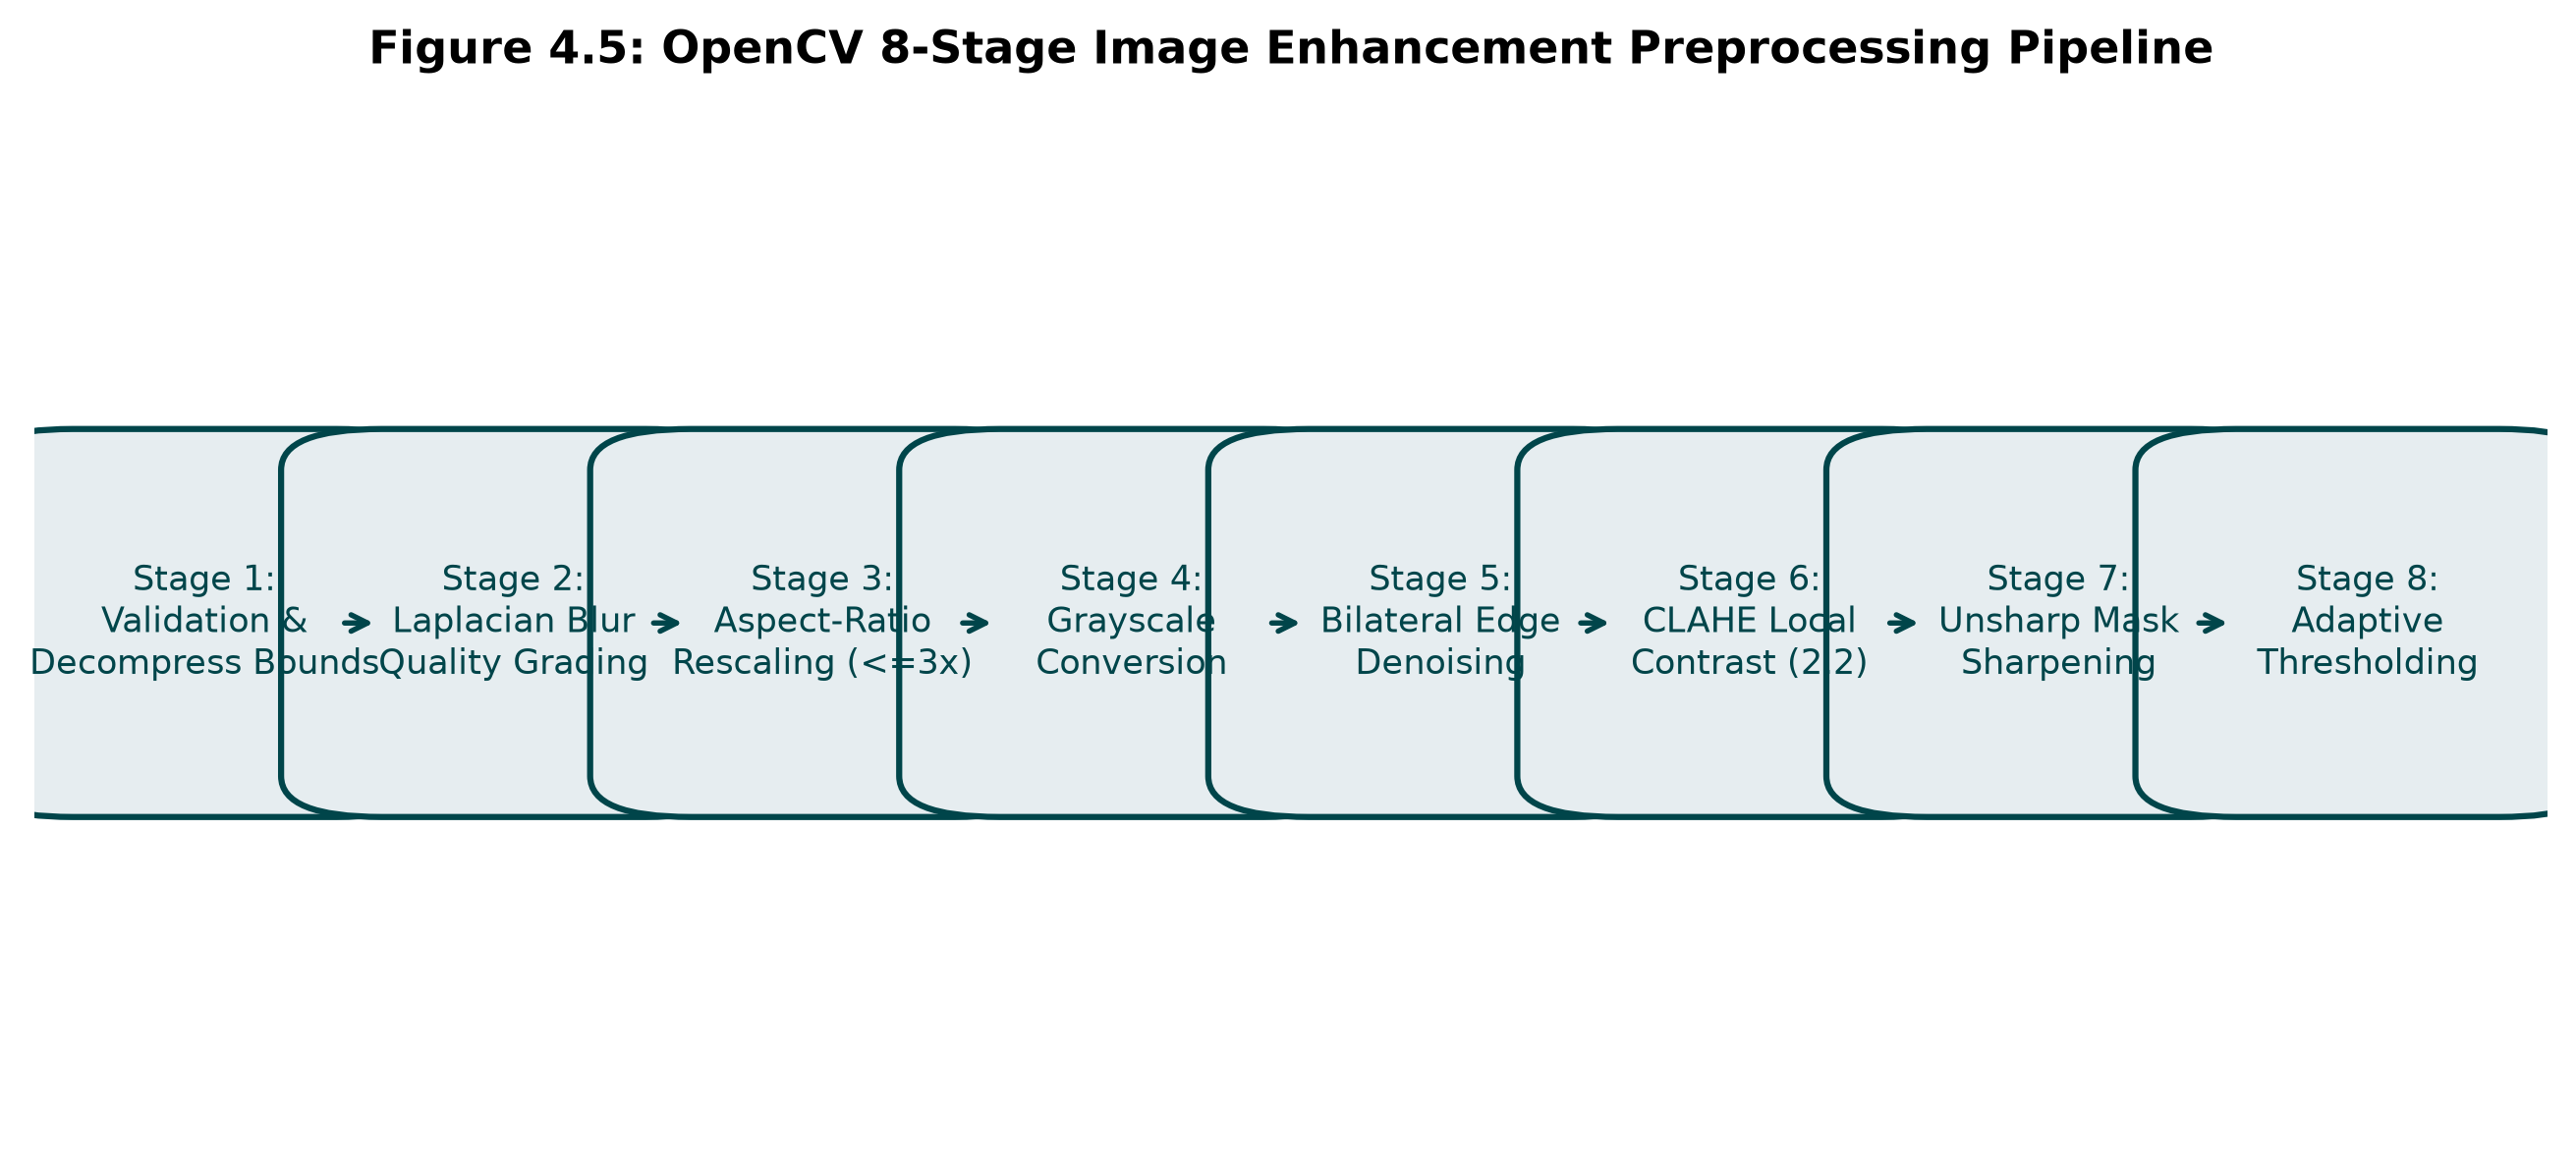 Figure 4.5: OpenCV 8-Stage Image Enhancement Preprocessing Pipeline
Stage 1:
Validation &
Decompress Bounds
Stage 2:
Laplacian Blur
Quality Grading
Stage 3:
Aspect-Ratio
Rescaling (<=3x)
Stage 4:
Grayscale
Conversion
Stage 5:
Bilateral Edge
Denoising
Stage 6:
CLAHE Local
Contrast (2.2)
Stage 7:
Unsharp Mask
Sharpening
Stage 8:
Adaptive
Thresholding